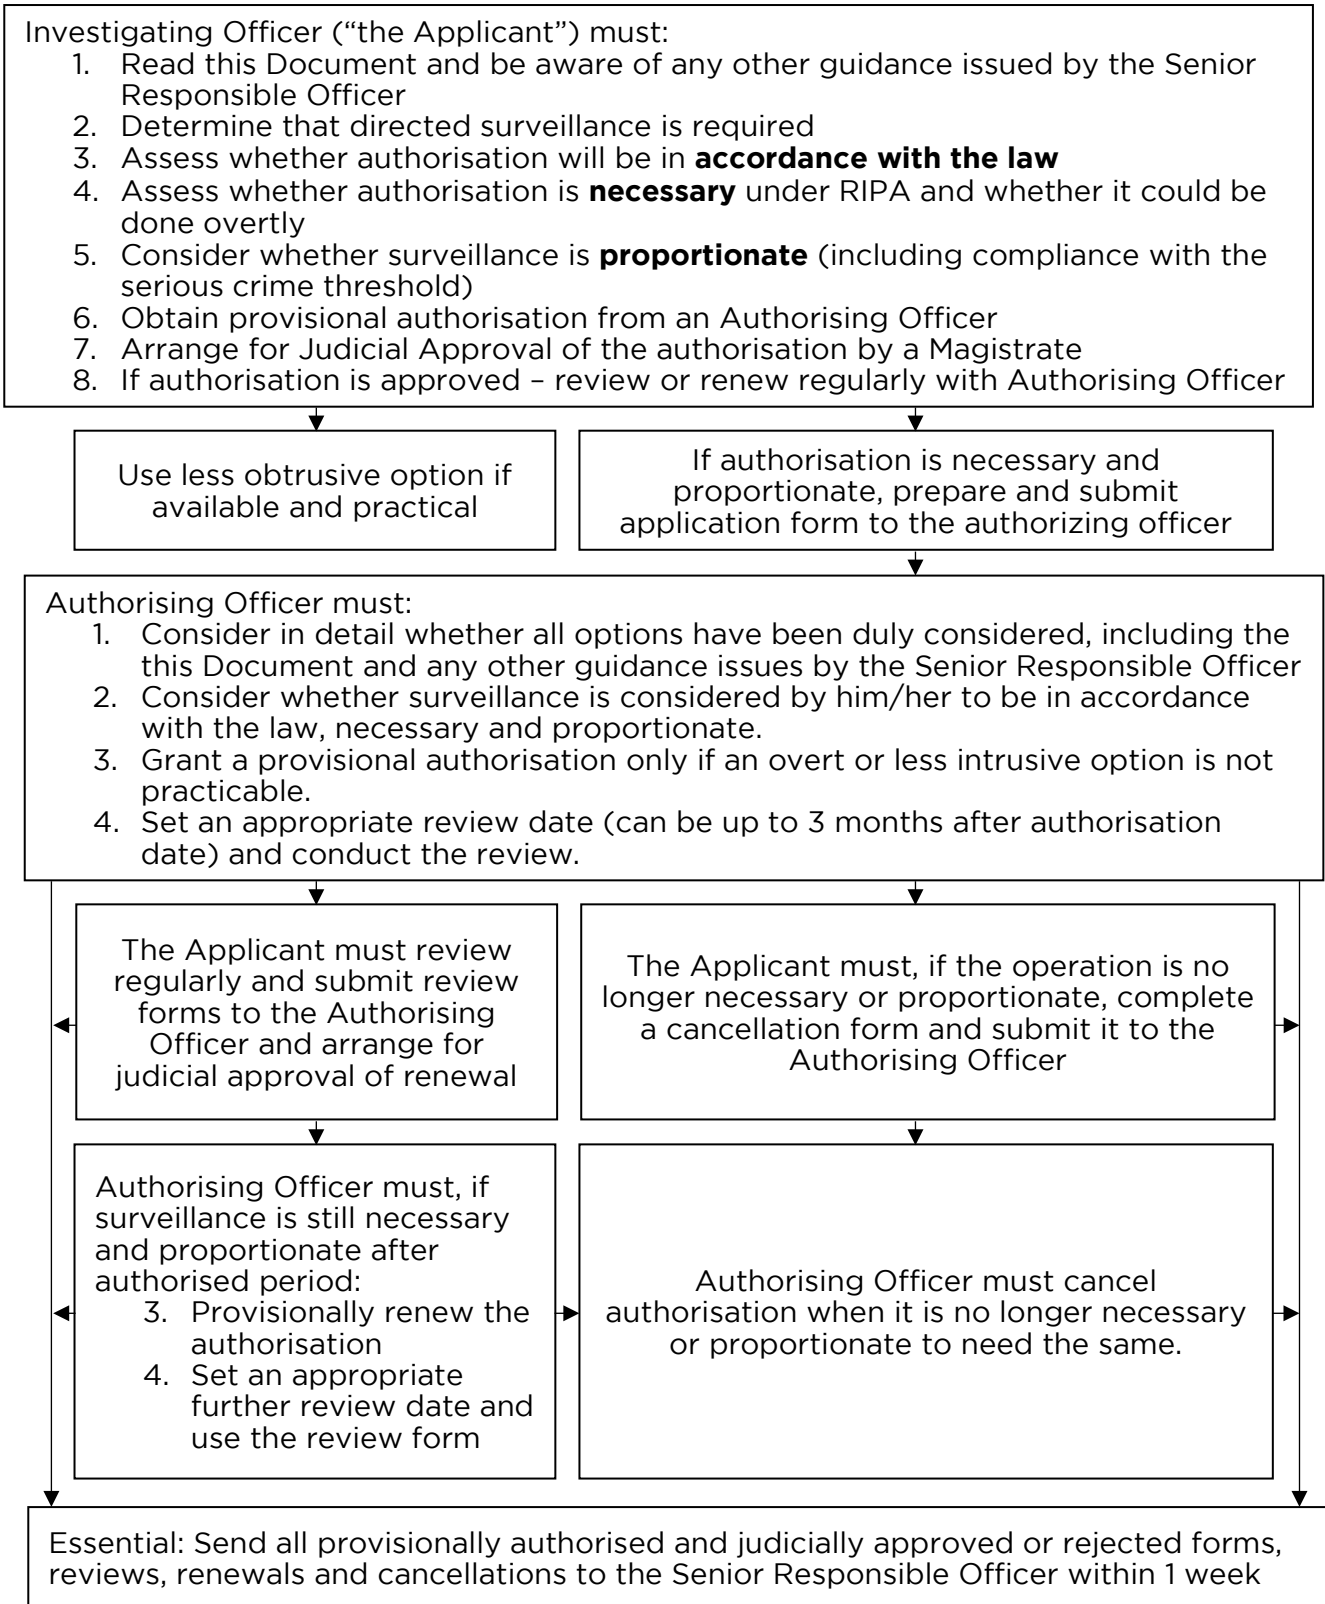 Investigating Officer (“the Applicant”) must:
1. Read this Document and be aware of any other guidance issued by the Senior
Responsible Officer
2. Determine that directed surveillance is required
3. Assess whether authorisation will be in accordance with the law
4. Assess whether authorisation is necessary under RIPA and whether it could be
done overtly
5. Consider whether surveillance is proportionate (including compliance with the
serious crime threshold)
6. Obtain provisional authorisation from an Authorising Officer
7. Arrange for Judicial Approval of the authorisation by a Magistrate
8. If authorisation is approved – review or renew regularly with Authorising Officer
Use less obtrusive option if
available and practical
If authorisation is necessary and
proportionate, prepare and submit
application form to the authorizing officer
Authorising Officer must:
1. Consider in detail whether all options have been duly considered, including the
this Document and any other guidance issues by the Senior Responsible Officer
2. Consider whether surveillance is considered by him/her to be in accordance
with the law, necessary and proportionate.
3. Grant a provisional authorisation only if an overt or less intrusive option is not
practicable.
4. Set an appropriate review date (can be up to 3 months after authorisation
date) and conduct the review.
The Applicant must review
regularly and submit review
forms to the Authorising
Officer and arrange for
judicial approval of renewal
The Applicant must, if the operation is no
longer necessary or proportionate, complete
a cancellation form and submit it to the
Authorising Officer
Authorising Officer must, if
surveillance is still necessary
and proportionate after
authorised period:
3. Provisionally renew the
authorisation
4. Set an appropriate
further review date and
use the review form
Authorising Officer must cancel
authorisation when it is no longer necessary
or proportionate to need the same.
Essential: Send all provisionally authorised and judicially approved or rejected forms,
reviews, renewals and cancellations to the Senior Responsible Officer within 1 week